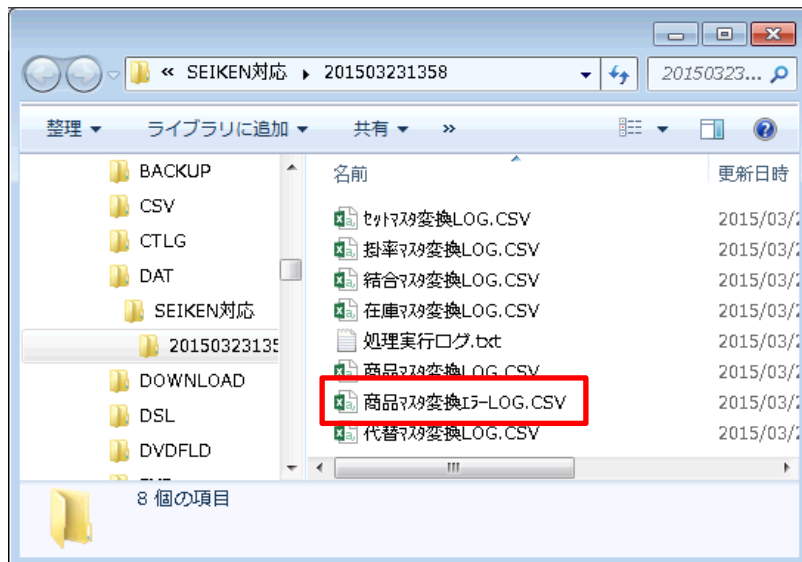 « SEIKEN対応 ▸ 201503231358
20150323...
整理 ライブラリに追加 共有 »
BACKUP
CSV
CTLG
DAT
SEIKEN対応
20150323135
DOWNLOAD
DSL
DVDFLD
名前 更新日時
ｾｯﾄﾏｽﾀ変換LOG.CSV 2015/03/2
掛率ﾏｽﾀ変換LOG.CSV 2015/03/2
結合ﾏｽﾀ変換LOG.CSV 2015/03/2
在庫ﾏｽﾀ変換LOG.CSV 2015/03/2
処理実行ログ.txt 2015/03/2
商品ﾏｽﾀ変換LOG.CSV 2015/03/2
商品ﾏｽﾀ変換ｴﾗｰLOG.CSV 2015/03/2
代替ﾏｽﾀ変換LOG.CSV 2015/03/2
8 個の項目